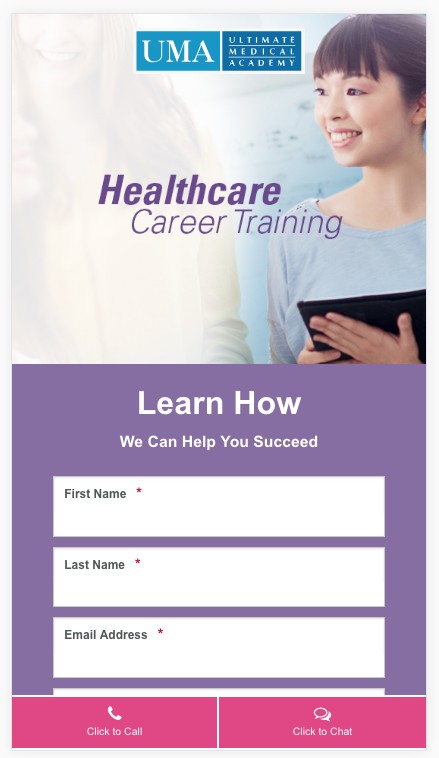 UMA
ULTIMATE
MEDICAL
ACADEMY
Healthcare
Career Training
Learn How
We Can Help You Succeed
First Name *
Last Name *
Email Address *
Click to Call
Click to Chat